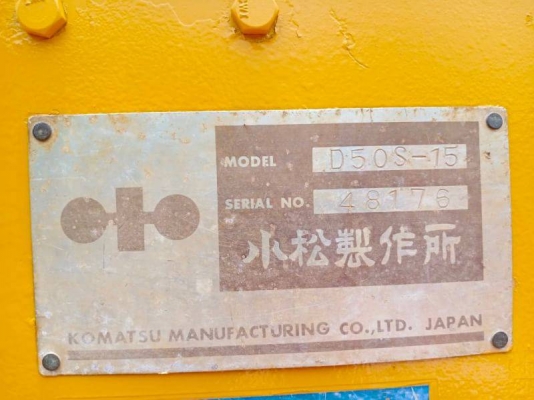 MODEL D50S-15
SERIAL NO. 48176
小松製作所
KOMATSU MANUFACTURING CO.,LTD. JAPAN